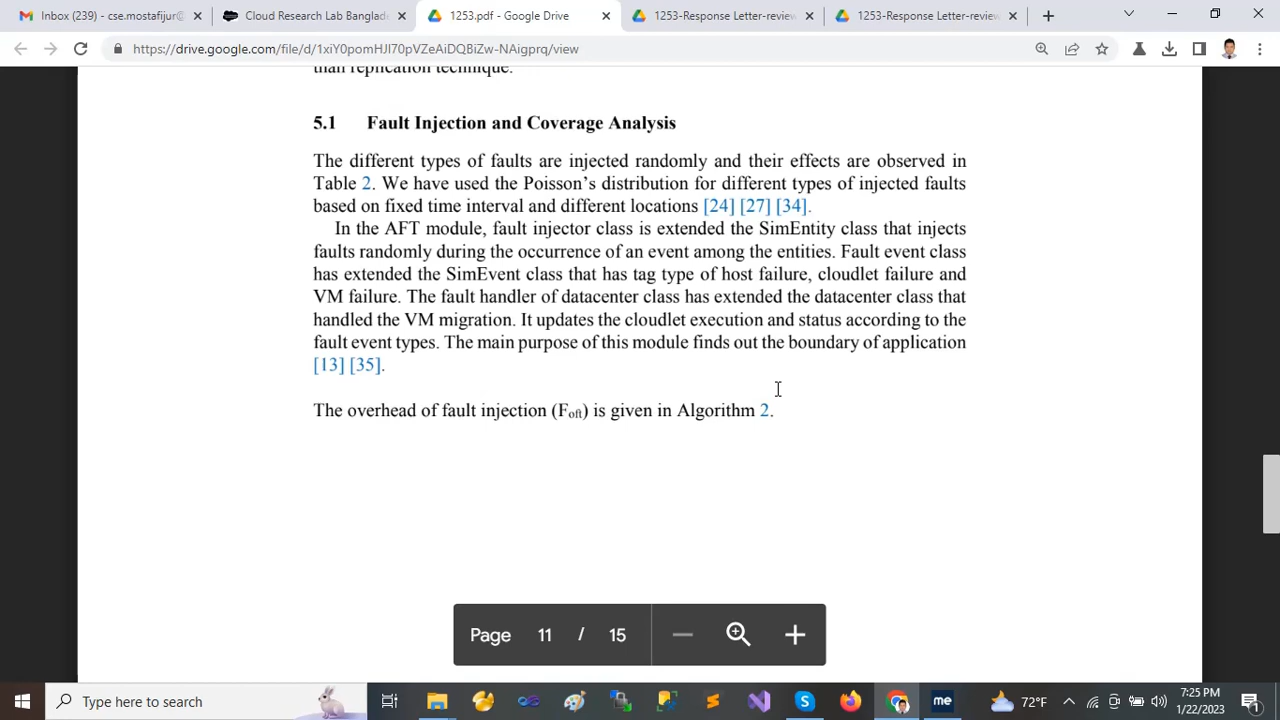 Inbox (239) - ce.mostafijur@
Cloud Research Lab Banglad
1253.pdf - Google Drive
1253-Response Letter-review
1253-Response Letter-review
https://drive.google.com/file/d/1xiY0pomHJI70pVZeAiDQBiZw-NAigprq/view
than replication technique.
5.1 Fault Injection and Coverage Analysis
The different types of faults are injected randomly and their effects are observed in
Table 2. We have used the Poisson's distribution for different types of injected faults
based on fixed time interval and different locations [24] [27] [34].
In the AFT module, fault injector class is extended the SimEntity class that injects
faults randomly during the occurrence of an event among the entities. Fault event class
has extended the SimEvent class that has tag type of host failure, cloudlet failure and
VM failure. The fault handler of datacenter class has extended the datacenter class that
handled the VM migration. It updates the cloudlet execution and status according to the
fault event types. The main purpose of this module finds out the boundary of application
[13] [35].
The overhead of fault injection (Foft) is given in Algorithm 2.
Page 11 / 15
Type here to search
me
72°F
7:25 PM
1/22/2023
1